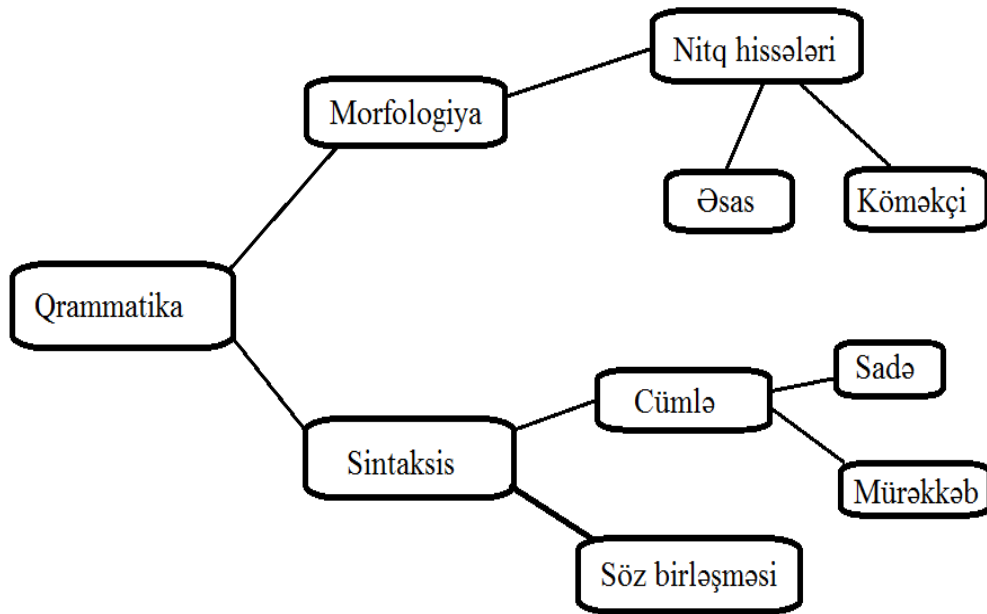 Nitq hissələri
Morfologiya
Əsas
Köməkçi
Qrammatika
Sadə
Cümlə
Sintaksis
Mürəkkəb
Söz birləşməsi